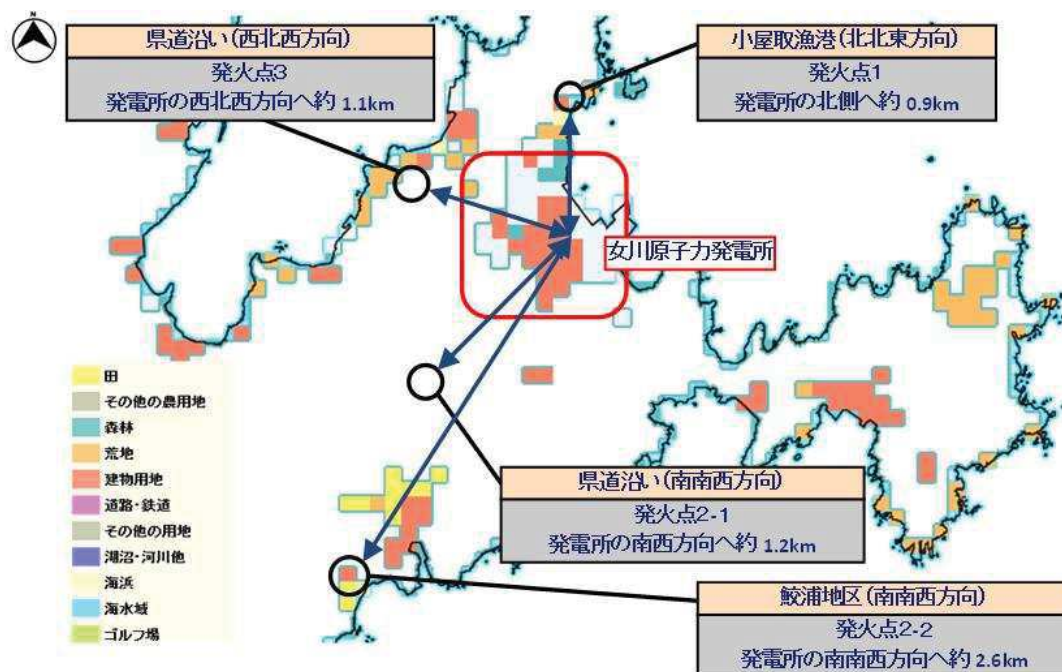 県道沿い(西北西方向)
発火点3
発電所の西北西方向へ約 1.1km
小屋取漁港(北北東方向)
発火点1
発電所の北側へ約 0.9km
女川原子力発電所
田
その他の農用地
森林
荒地
建物用地
道路・鉄道
その他の用地
湖沼・河川他
海浜
海水域
ゴルフ場
県道沿い(南南西方向)
発火点2-1
発電所の南西方向へ約 1.2km
鮫浦地区(南南西方向)
発火点2-2
発電所の南南西方向へ約 2.6km